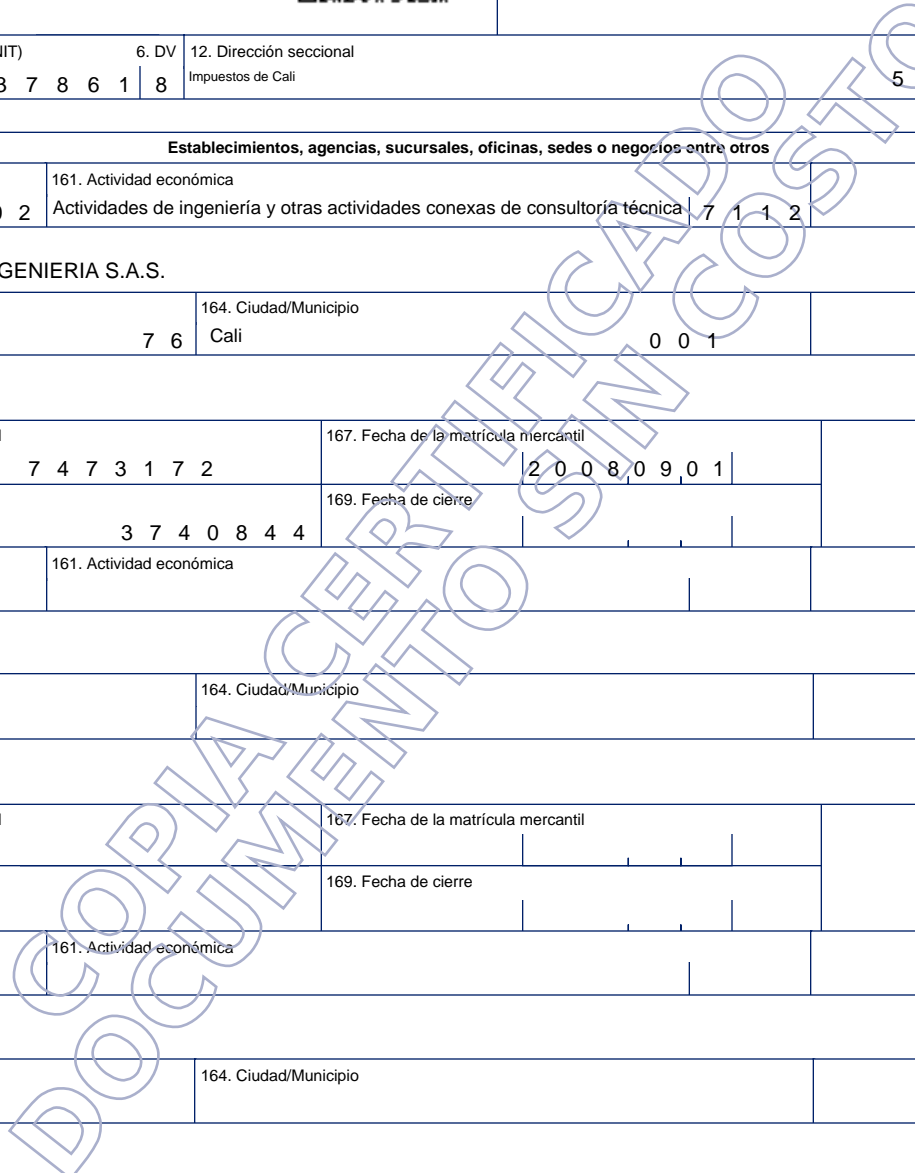 NIT) 6. DV 12. Dirección seccional
3 7 8 6 1 8 Impuestos de Cali 5
Establecimientos, agencias, sucursales, oficinas, sedes o negocios entre otros
161. Actividad económica
0 2 Actividades de ingeniería y otras actividades conexas de consultoría técnica 7 1 1 2
GENIERIA S.A.S.
164. Ciudad/Municipio
7 6 Cali 0 0 1
167. Fecha de la matrícula mercantil
7 4 7 3 1 7 2 2 0 0 8 0 9 0 1
169. Fecha de cierre
3 7 4 0 8 4 4
161. Actividad económica
164. Ciudad/Municipio
167. Fecha de la matrícula mercantil
169. Fecha de cierre
161. Actividad económica
164. Ciudad/Municipio
COPIA CERTIFICADO
DOCUMENTO SIN COSTO